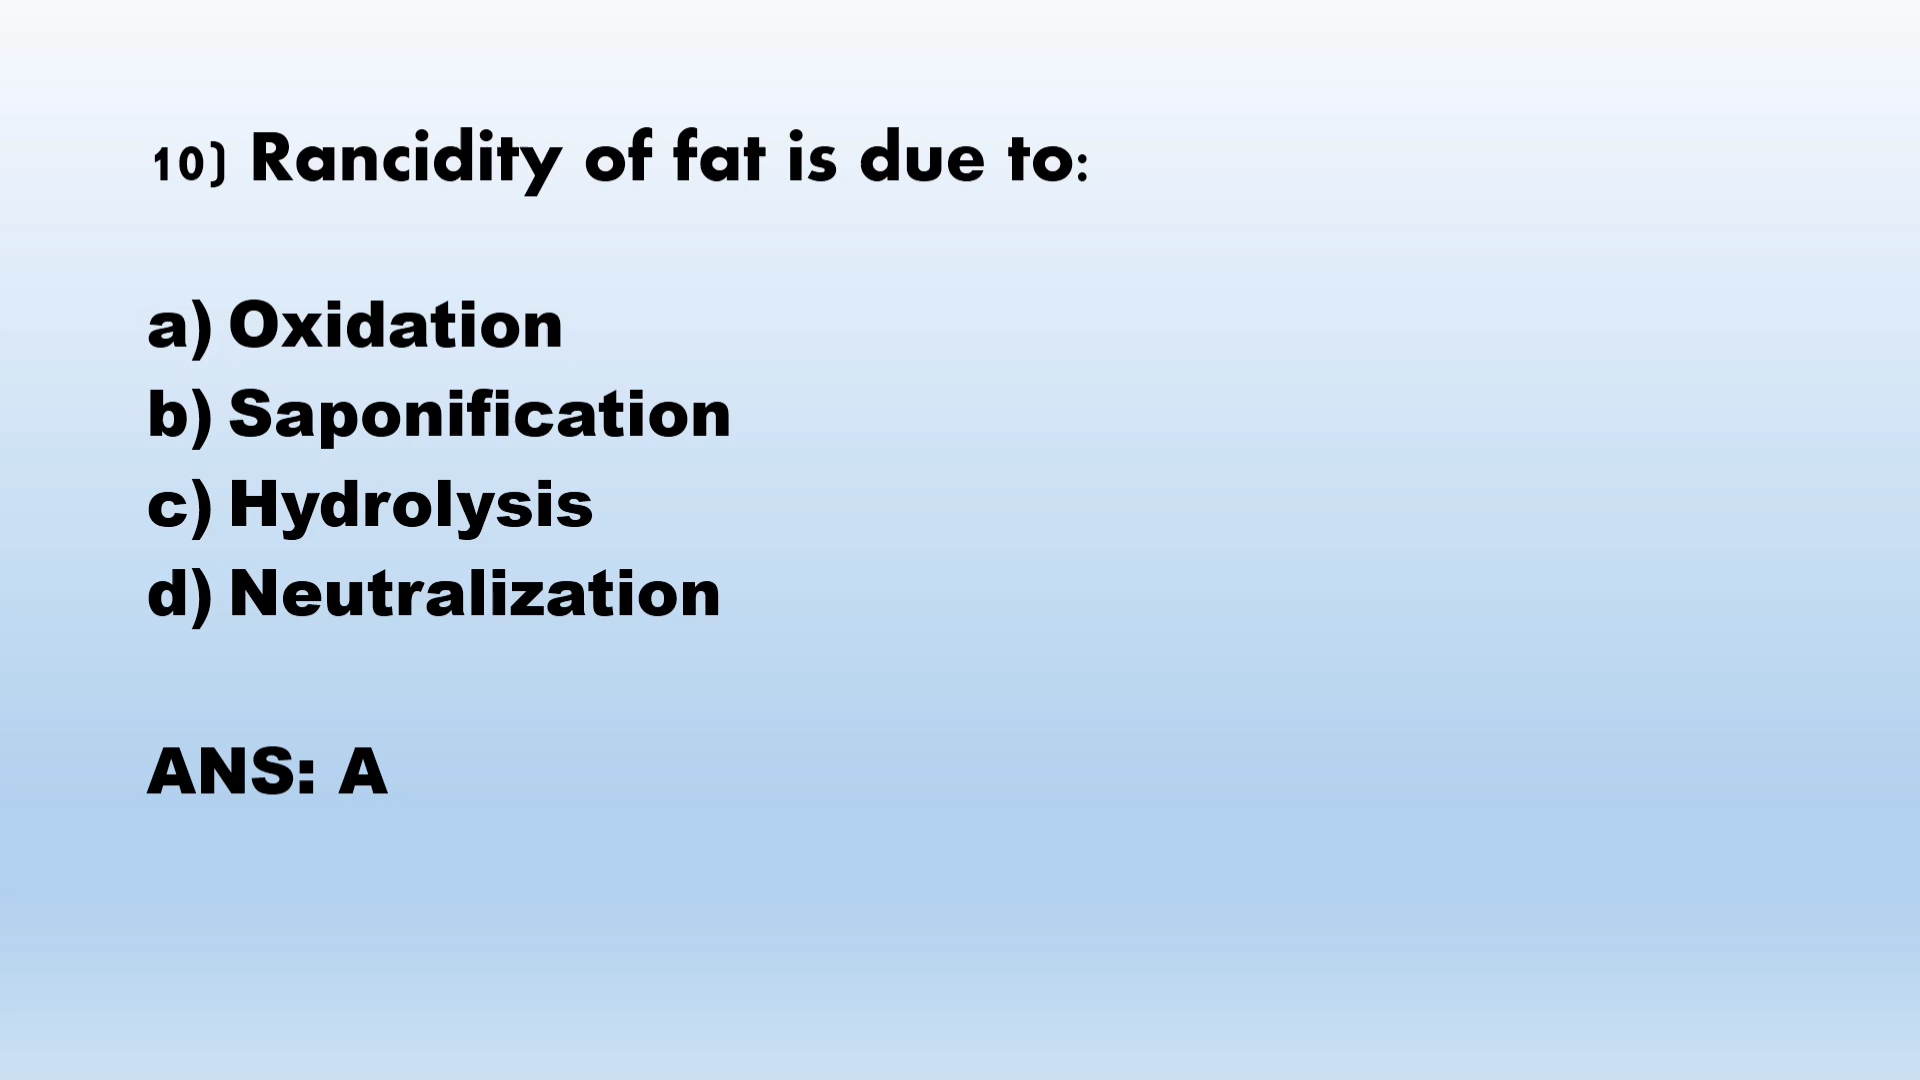 10) Rancidity of fat is due to:
a) Oxidation
b) Saponification
c) Hydrolysis
d) Neutralization
ANS: A